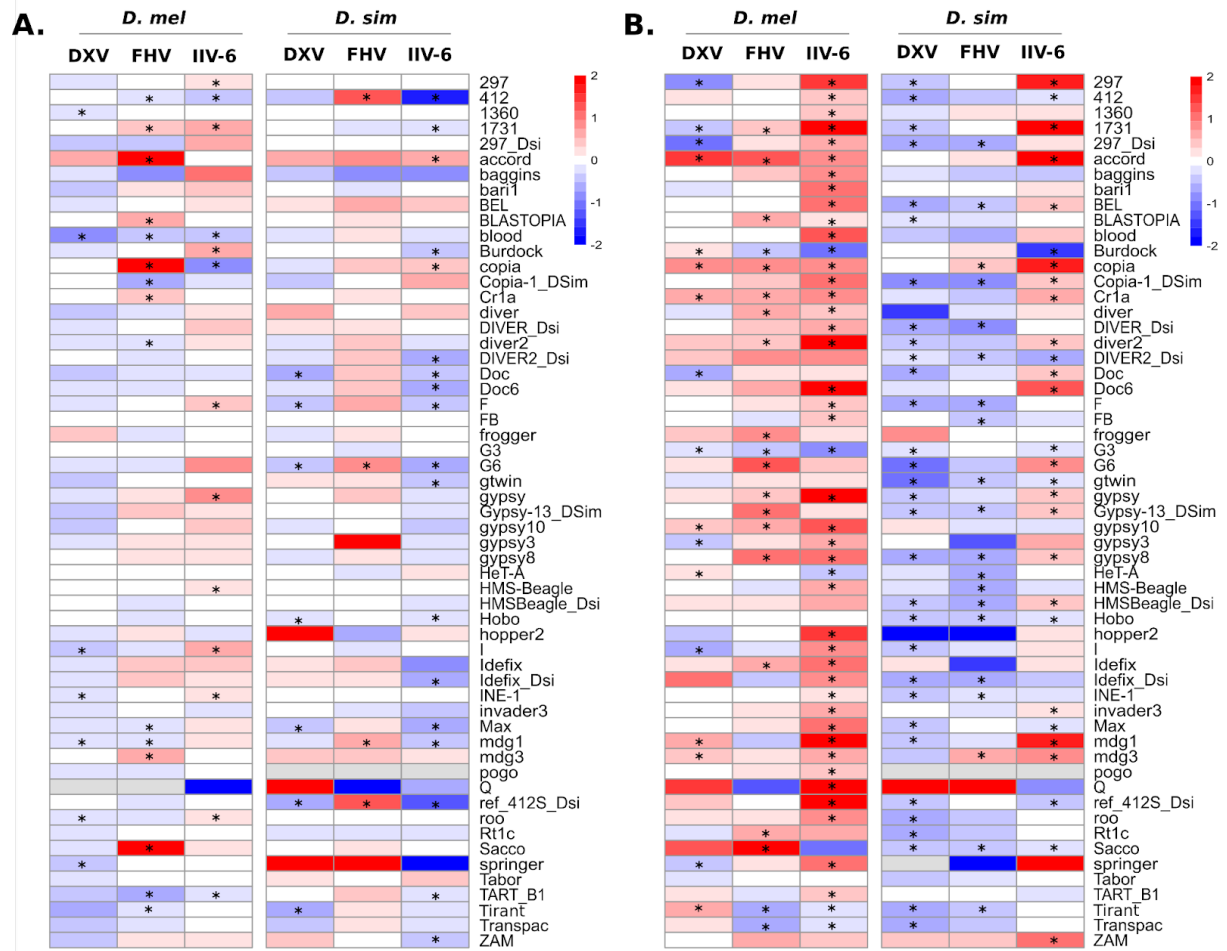 A.
D. mel D. sim
DXV FHV IIV-6 DXV FHV IIV-6
297
412
1360
1731
297_Dsi
accord
baggins
bari1
BEL
BLASTOPIA
blood
Burdock
copia
Copia-1_DSim
Cr1a
diver
DIVER_Dsi
diver2
DIVER2_Dsi
Doc
Doc6
F
FB
frogger
G3
G6
gtwin
gypsy
Gypsy-13_DSim
gypsy10
gypsy3
gypsy8
HeT-A
HMS-Beagle
HMSBeagle_Dsi
Hobo
hopper2
I
Idefix
Idefix_Dsi
INE-1
invader3
Max
mdg1
mdg3
pogo
Q
ref_412S_Dsi
roo
Rt1c
Sacco
springer
Tabor
TART_B1
Tirant
Transpac
ZAM
2
1
0
-1
-2
B.
D. mel D. sim
DXV FHV IIV-6 DXV FHV IIV-6
297
412
1360
1731
297_Dsi
accord
baggins
bari1
BEL
BLASTOPIA
blood
Burdock
copia
Copia-1_DSim
Cr1a
diver
DIVER_Dsi
diver2
DIVER2_Dsi
Doc
Doc6
F
FB
frogger
G3
G6
gtwin
gypsy
Gypsy-13_DSim
gypsy10
gypsy3
gypsy8
HeT-A
HMS-Beagle
HMSBeagle_Dsi
Hobo
hopper2
I
Idefix
Idefix_Dsi
INE-1
invader3
Max
mdg1
mdg3
pogo
Q
ref_412S_Dsi
roo
Rt1c
Sacco
springer
Tabor
TART_B1
Tirant
Transpac
ZAM
2
1
0
-1
-2